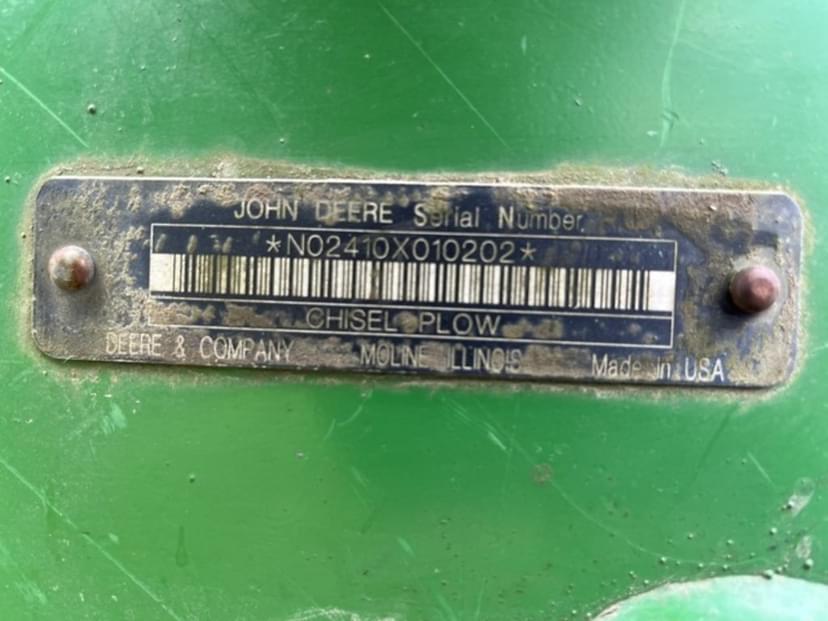 JOHN DEERE Serial Number
*N02410X010202*
CHISEL PLOW
DEERE & COMPANY MOLINE ILLINOIS Made in USA